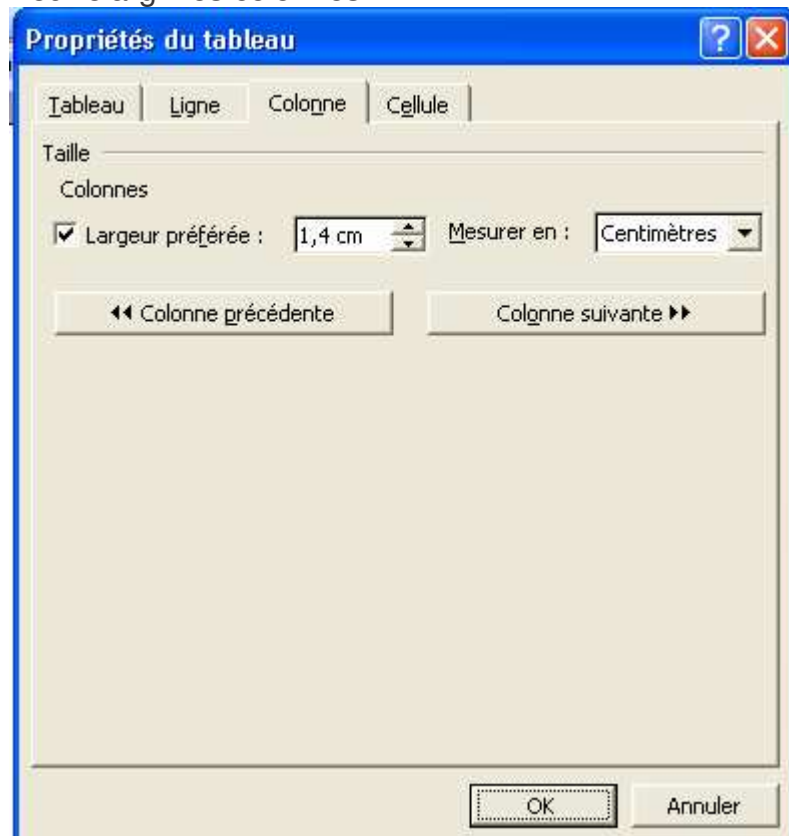 Propriétés du tableau
Tableau Ligne Colonne Cellule
Taille
Colonnes
Largeur préférée : 1,4 cm Mesurer en : Centimètres
Colonne précédente Colonne suivante
OK Annuler